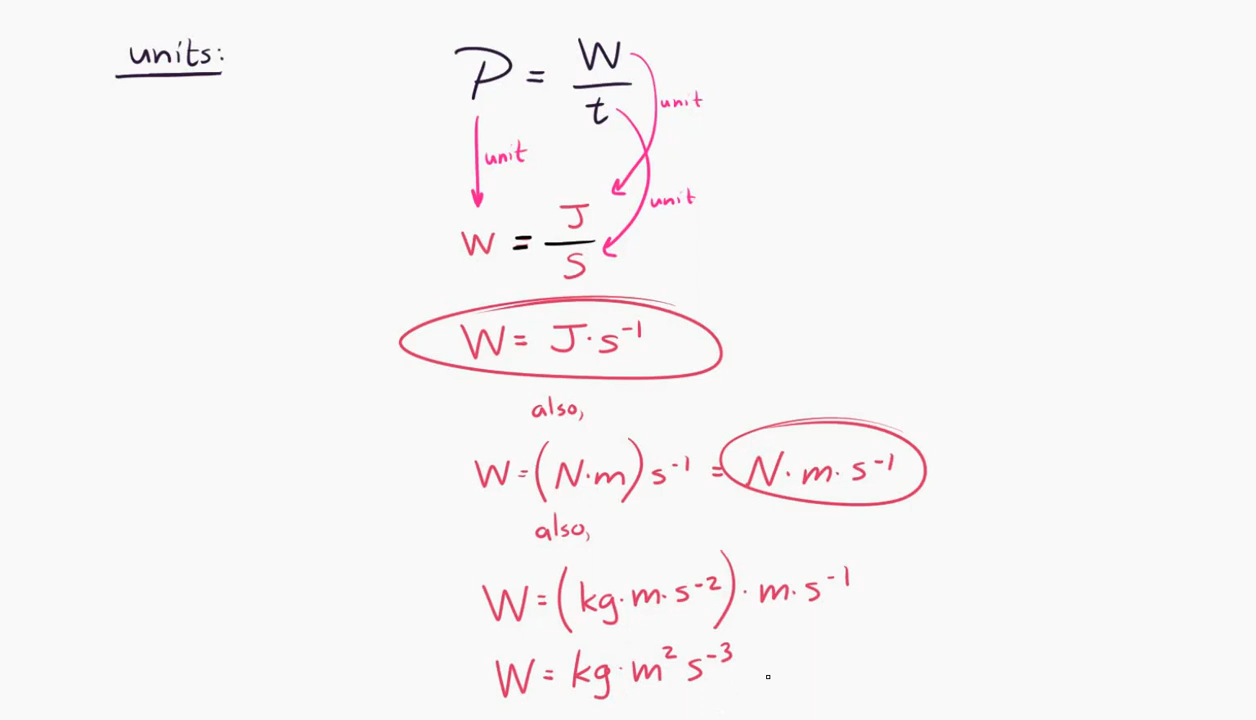 units:
P = W/t
unit
unit
unit
W = J/s
W = J·s⁻¹
also,
W = (N·m) s⁻¹ = N·m·s⁻¹
also,
W = (kg·m·s⁻²)·m·s⁻¹
W = kg·m² s⁻³